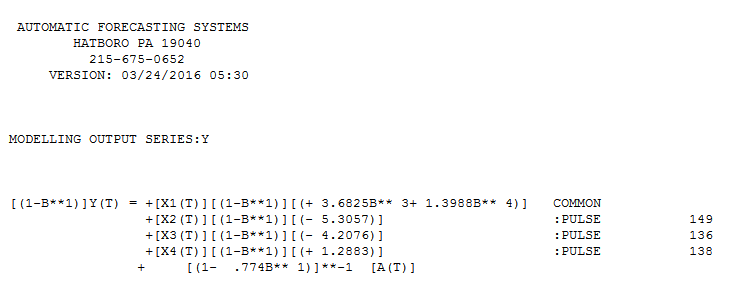 AUTOMATIC FORECASTING SYSTEMS
HATBORO PA 19040
215-675-0652
VERSION: 03/24/2016 05:30
MODELLING OUTPUT SERIES:Y
[(1-B**1)]Y(T) = +[X1(T)][(1-B**1)][(+ 3.6825B** 3+ 1.3988B** 4)] COMMON
+[X2(T)][(1-B**1)][(- 5.3057)] :PULSE 149
+[X3(T)][(1-B**1)][(- 4.2076)] :PULSE 136
+[X4(T)][(1-B**1)][(+ 1.2883)] :PULSE 138
+ [(1- .774B** 1)]**-1 [A(T)]